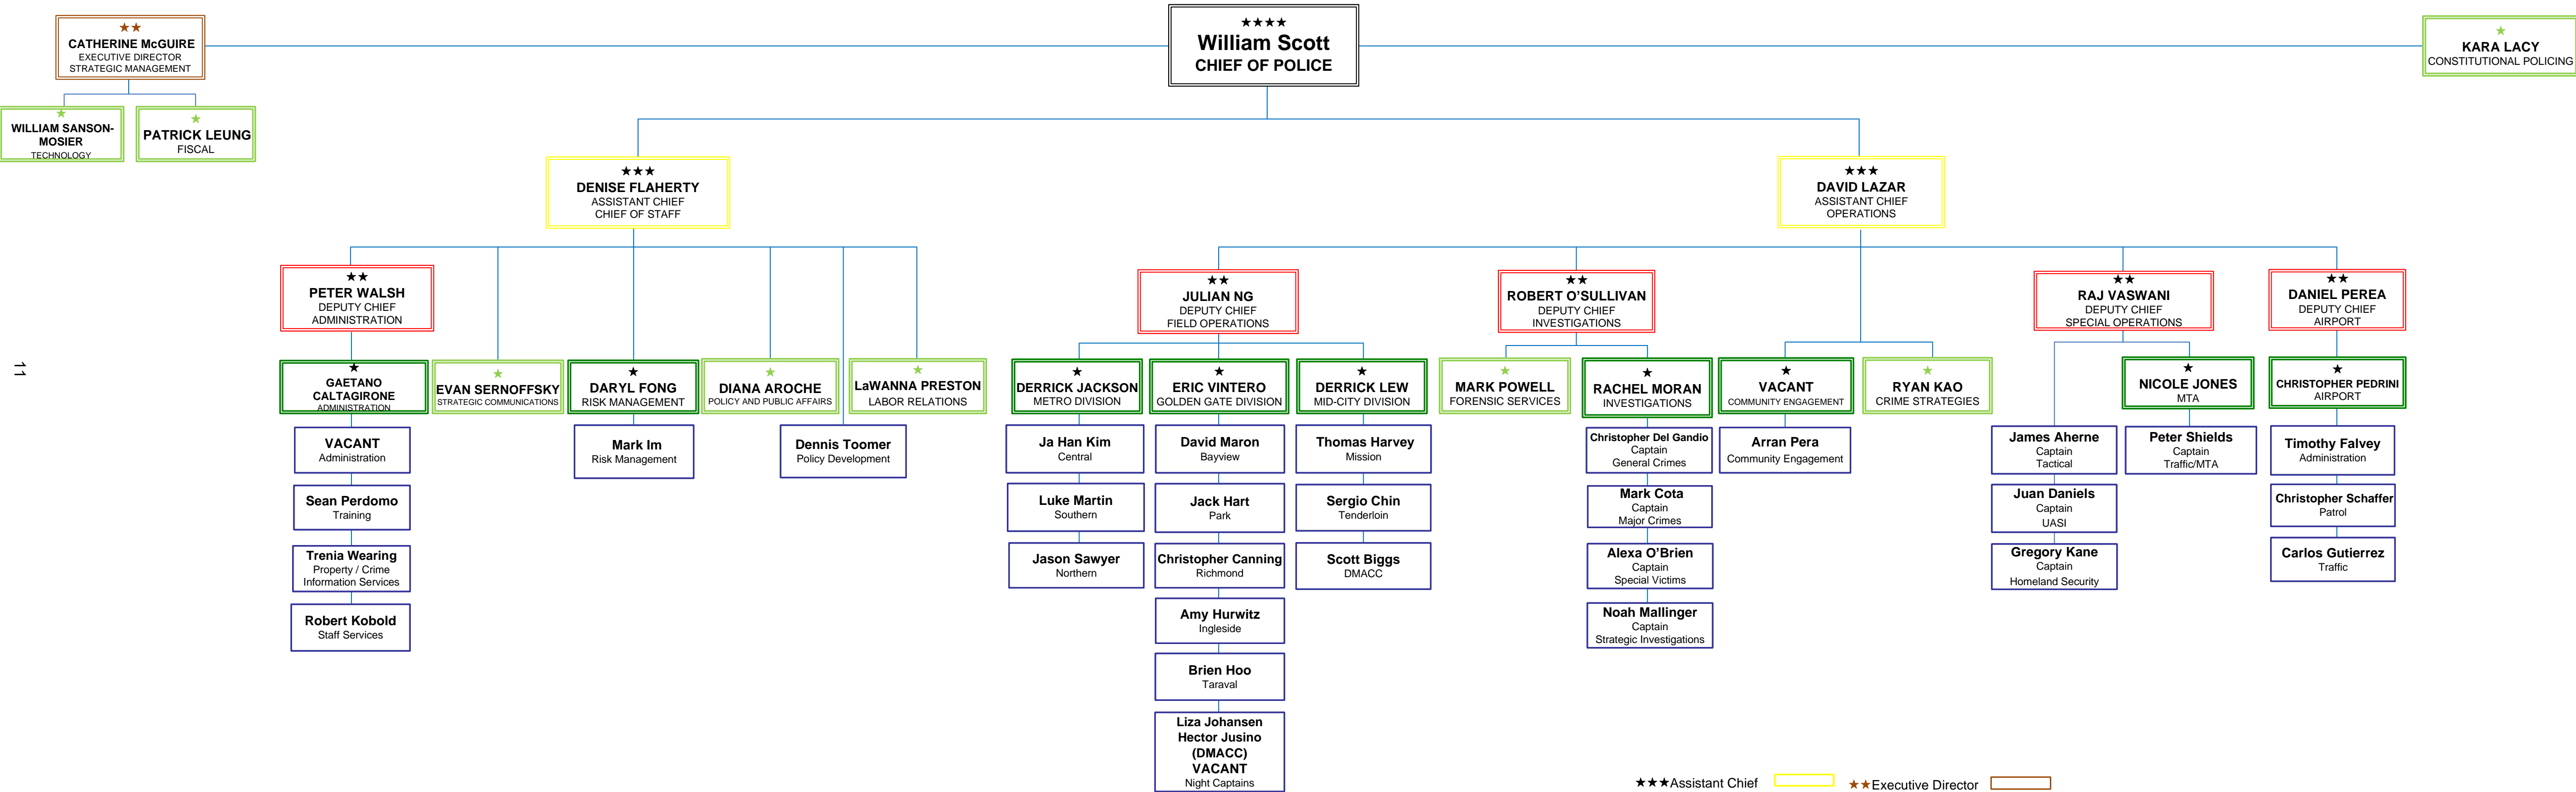 ★★★★
William Scott
CHIEF OF POLICE
★★
CATHERINE McGUIRE
EXECUTIVE DIRECTOR
STRATEGIC MANAGEMENT
★
KARA LACY
CONSTITUTIONAL POLICING
★
WILLIAM SANSON-
MOSIER
TECHNOLOGY
★
PATRICK LEUNG
FISCAL
★★★
DENISE FLAHERTY
ASSISTANT CHIEF
CHIEF OF STAFF
★★★
DAVID LAZAR
ASSISTANT CHIEF
OPERATIONS
★★
PETER WALSH
DEPUTY CHIEF
ADMINISTRATION
★★
JULIAN NG
DEPUTY CHIEF
FIELD OPERATIONS
★★
ROBERT O’SULLIVAN
DEPUTY CHIEF
INVESTIGATIONS
★★
RAJ VASWANI
DEPUTY CHIEF
SPECIAL OPERATIONS
★★
DANIEL PEREA
DEPUTY CHIEF
AIRPORT
11
★
GAETANO
CALTAGIRONE
ADMINISTRATION
★
EVAN SERNOFFSKY
STRATEGIC COMMUNICATIONS
★
DARYL FONG
RISK MANAGEMENT
★
DIANA AROCHE
POLICY AND PUBLIC AFFAIRS
★
LaWANNA PRESTON
LABOR RELATIONS
★
DERRICK JACKSON
METRO DIVISION
★
ERIC VINTERO
GOLDEN GATE DIVISION
★
DERRICK LEW
MID-CITY DIVISION
★
MARK POWELL
FORENSIC SERVICES
★
RACHEL MORAN
INVESTIGATIONS
★
VACANT
COMMUNITY ENGAGEMENT
★
RYAN KAO
CRIME STRATEGIES
★
NICOLE JONES
MTA
★
CHRISTOPHER PEDRINI
AIRPORT
VACANT
Administration
Sean Perdomo
Training
Trenia Wearing
Property / Crime
Information Services
Robert Kobold
Staff Services
Mark Im
Risk Management
Dennis Toomer
Policy Development
Ja Han Kim
Central
Luke Martin
Southern
Jason Sawyer
Northern
David Maron
Bayview
Jack Hart
Park
Christopher Canning
Richmond
Amy Hurwitz
Ingleside
Brien Hoo
Taraval
Liza Johansen
Hector Jusino
(DMACC)
VACANT
Night Captains
Thomas Harvey
Mission
Sergio Chin
Tenderloin
Scott Biggs
DMACC
Christopher Del Gandio
Captain
General Crimes
Mark Cota
Captain
Major Crimes
Alexa O’Brien
Captain
Special Victims
Noah Mallinger
Captain
Strategic Investigations
Arran Pera
Community Engagement
James Aherne
Captain
Tactical
Juan Daniels
Captain
UASI
Gregory Kane
Captain
Homeland Security
Peter Shields
Captain
Traffic/MTA
Timothy Falvey
Administration
Christopher Schaffer
Patrol
Carlos Gutierrez
Traffic
★★★Assistant Chief
★★Executive Director